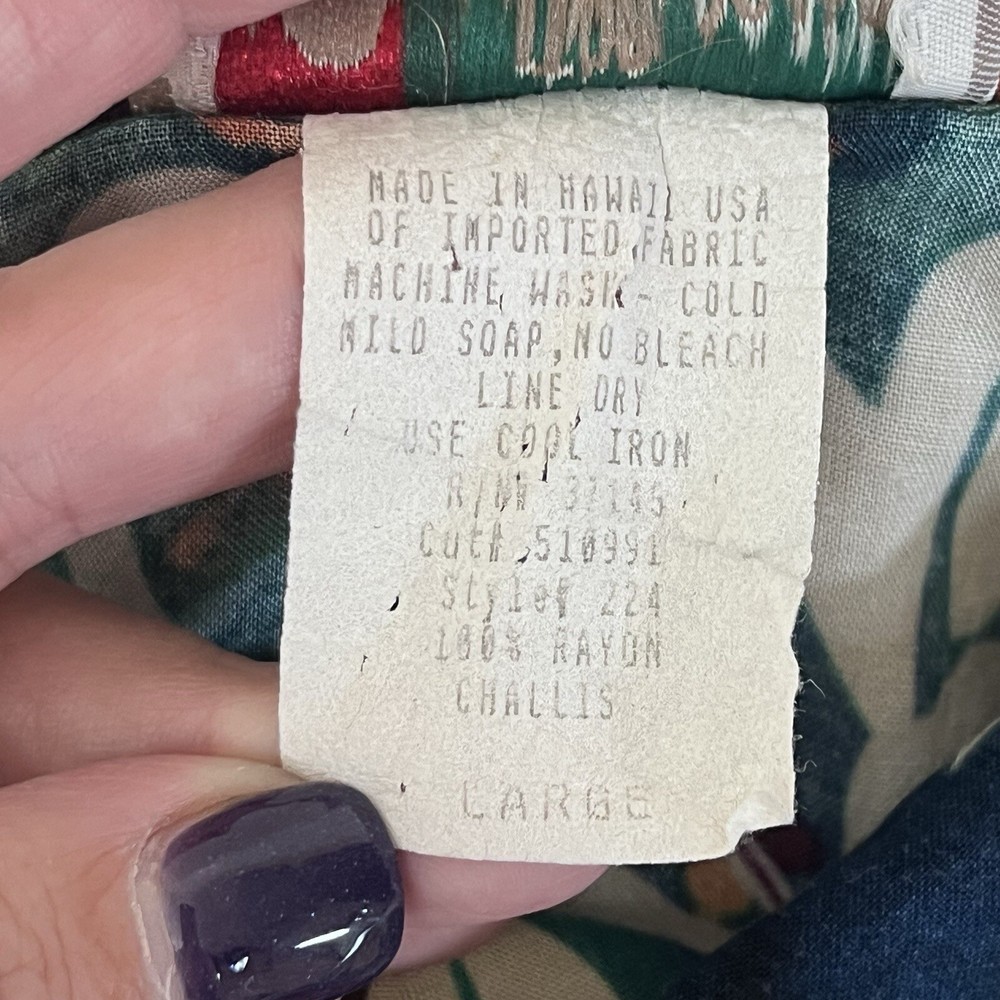 MADE IN HAWAII USA
OF IMPORTED FABRIC
MACHINE WASH - COLD
MILD SOAP, NO BLEACH
LINE DRY
USE COOL IRON
Cut# 510991
Style# 224
100% RAYON
CHALLIS
LARGE